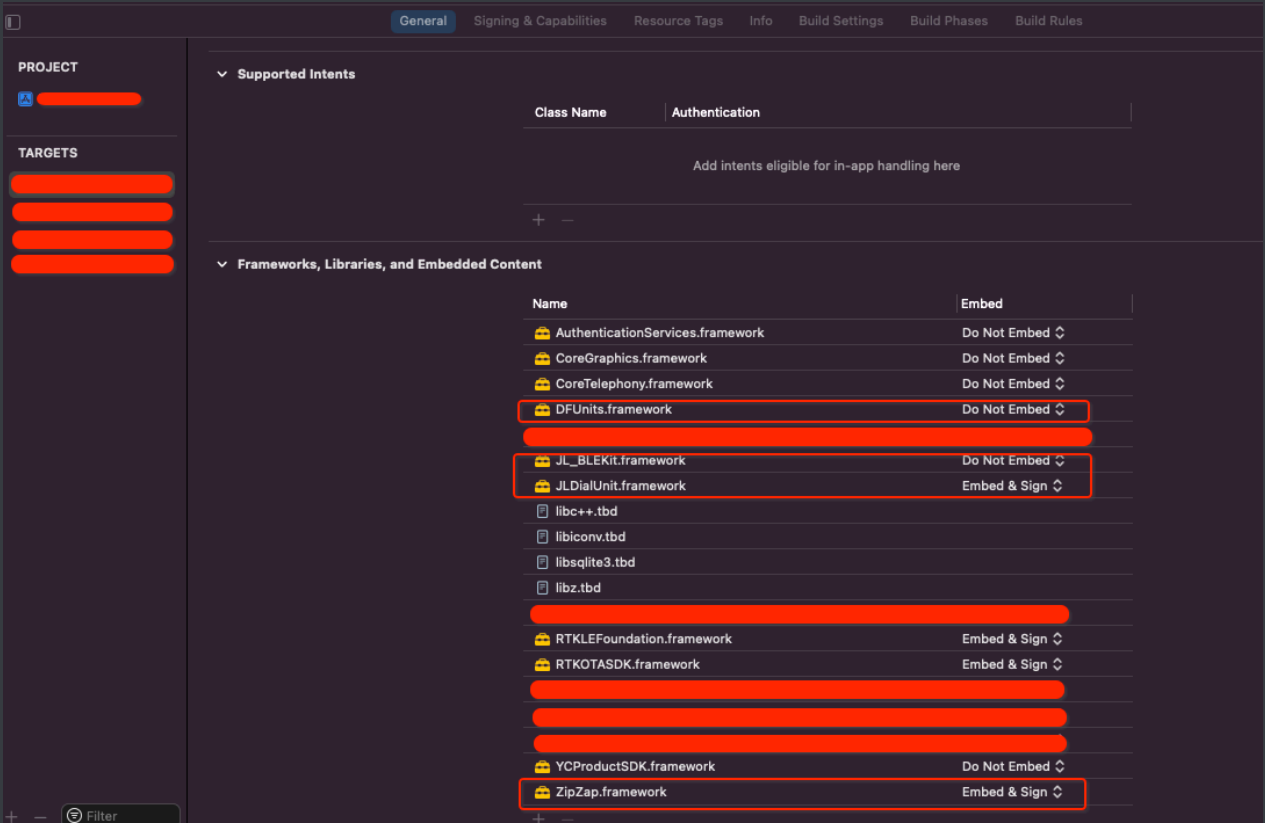 General Signing & Capabilities Resource Tags Info Build Settings Build Phases Build Rules
PROJECT
TARGETS
Filter
Supported Intents
Class Name Authentication
Add intents eligible for in-app handling here
Frameworks, Libraries, and Embedded Content
Name Embed
AuthenticationServices.framework Do Not Embed
CoreGraphics.framework Do Not Embed
CoreTelephony.framework Do Not Embed
DFUnits.framework Do Not Embed
JL_BLEKit.framework Do Not Embed
JLDialUnit.framework Embed & Sign
libc++.tbd
libiconv.tbd
libsqlite3.tbd
libz.tbd
RTKLEFoundation.framework Embed & Sign
RTKOTASDK.framework Embed & Sign
YCProductSDK.framework Do Not Embed
ZipZap.framework Embed & Sign